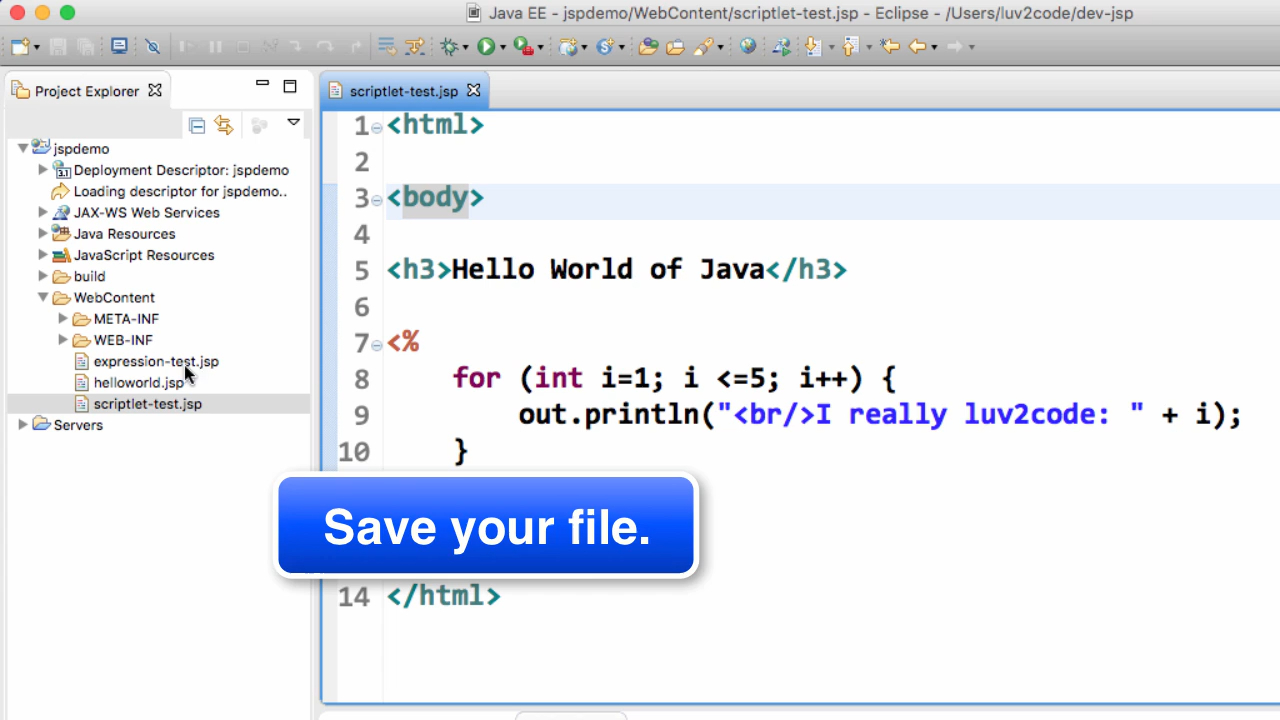 Java EE - jspdemo/WebContent/scriptlet-test.jsp - Eclipse - /Users/luv2code/dev-jsp
Project Explorer
scriptlet-test.jsp
jspdemo
Deployment Descriptor: jspdemo
Loading descriptor for jspdemo..
JAX-WS Web Services
Java Resources
JavaScript Resources
build
WebContent
META-INF
WEB-INF
expression-test.jsp
helloworld.jsp
scriptlet-test.jsp
Servers
1 <html>
2
3 <body>
4
5 <h3>Hello World of Java</h3>
6
7 <%
8 for (int i=1; i <=5; i++) {
9 out.println("<br/>I really luv2code: " + i);
10 }
Save your file.
14 </html>